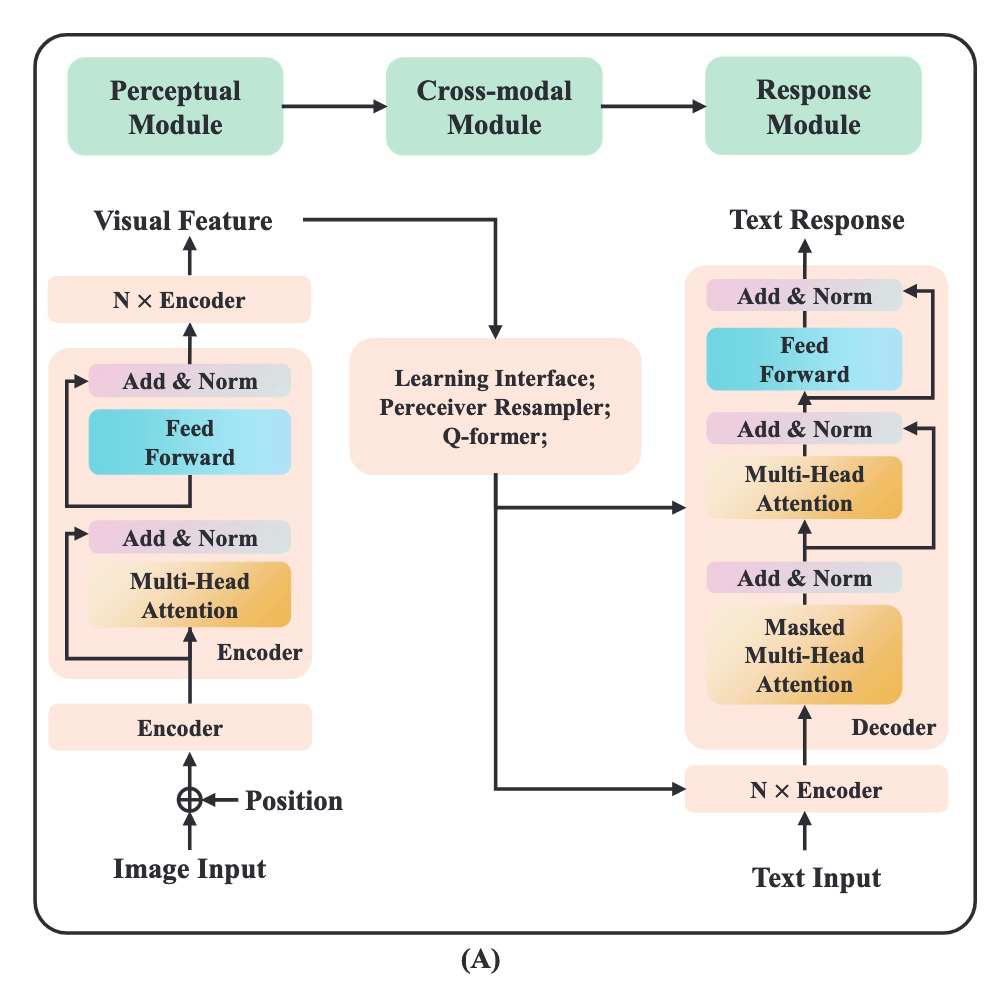 Perceptual
Module
Cross-modal
Module
Response
Module
Visual Feature
N × Encoder
Add & Norm
Feed
Forward
Add & Norm
Multi-Head
Attention
Encoder
Encoder
Position
Image Input
Learning Interface;
Pereceiver Resampler;
Q-former;
Text Response
Add & Norm
Feed
Forward
Add & Norm
Multi-Head
Attention
Add & Norm
Masked
Multi-Head
Attention
Decoder
N × Encoder
Text Input
(A)